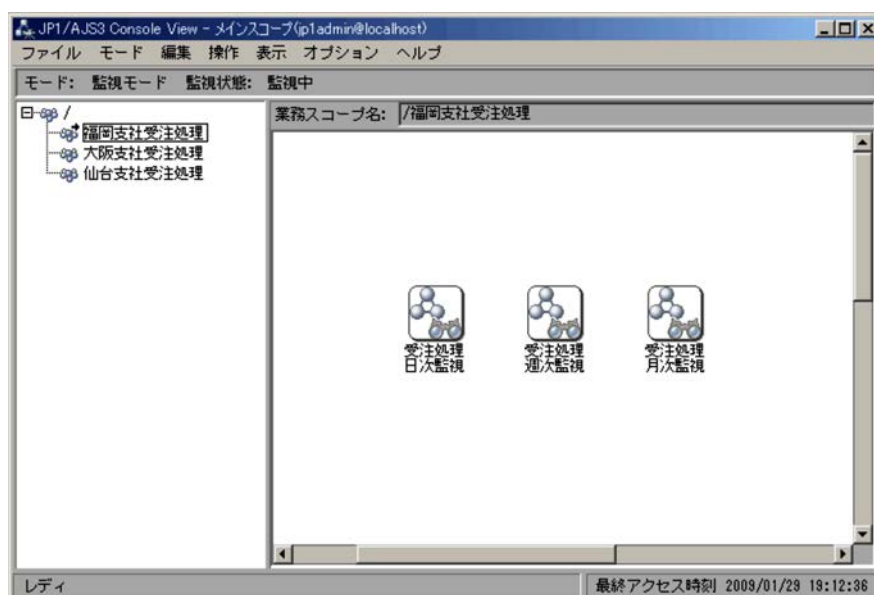 JP1/AJS3 Console View - メインスコープ(jp1admin@localhost)
ファイル モード 編集 操作 表示 オプション ヘルプ
モード: 監視モード 監視状態: 監視中
/
福岡支社受注処理
大阪支社受注処理
仙台支社受注処理
業務スコープ名: /福岡支社受注処理
受注処理
日次監視
受注処理
週次監視
受注処理
月次監視
レディ
最終アクセス時刻 2009/01/29 19:12:36